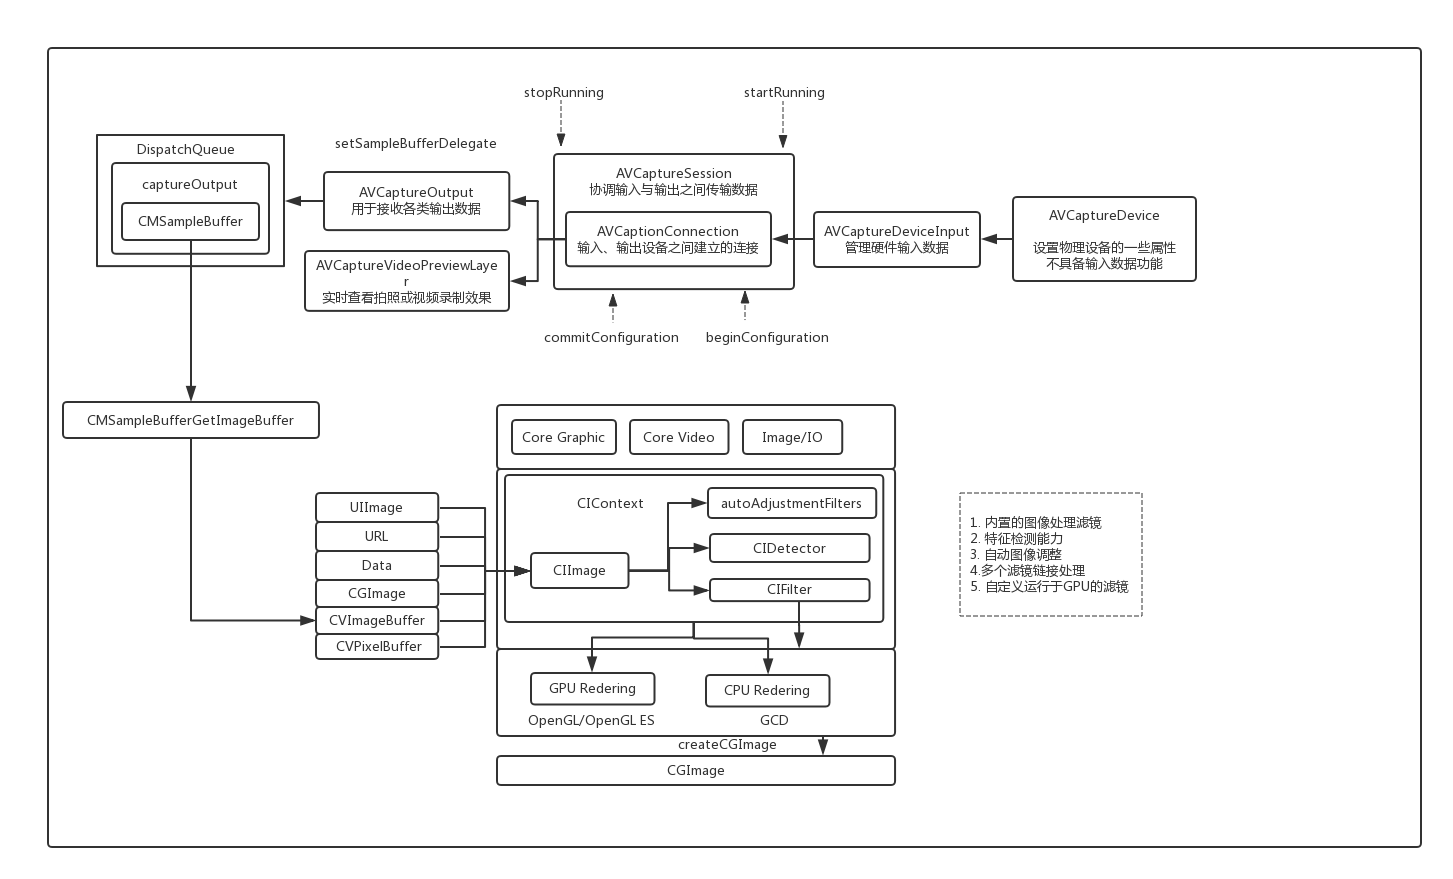 stopRunning
startRunning
DispatchQueue
captureOutput
CMSampleBuffer
setSampleBufferDelegate
AVCaptureOutput
用于接收各类输出数据
AVCaptureVideoPreviewLaye
r
实时查看拍照或视频录制效果
AVCaptureSession
协调输入与输出之间传输数据
AVCaptionConnection
输入、输出设备之间建立的连接
AVCaptureDeviceInput
管理硬件输入数据
AVCaptureDevice
设置物理设备的一些属性
不具备输入数据功能
commitConfiguration
beginConfiguration
CMSampleBufferGetImageBuffer
Core Graphic
Core Video
Image/IO
UIImage
URL
Data
CGImage
CVImageBuffer
CVPixelBuffer
CIContext
CIImage
autoAdjustmentFilters
CIDetector
CIFilter
1. 内置的图像处理滤镜
2. 特征检测能力
3. 自动图像调整
4.多个滤镜链接处理
5. 自定义运行于GPU的滤镜
GPU Redering
CPU Redering
OpenGL/OpenGL ES
GCD
createCGImage
CGImage